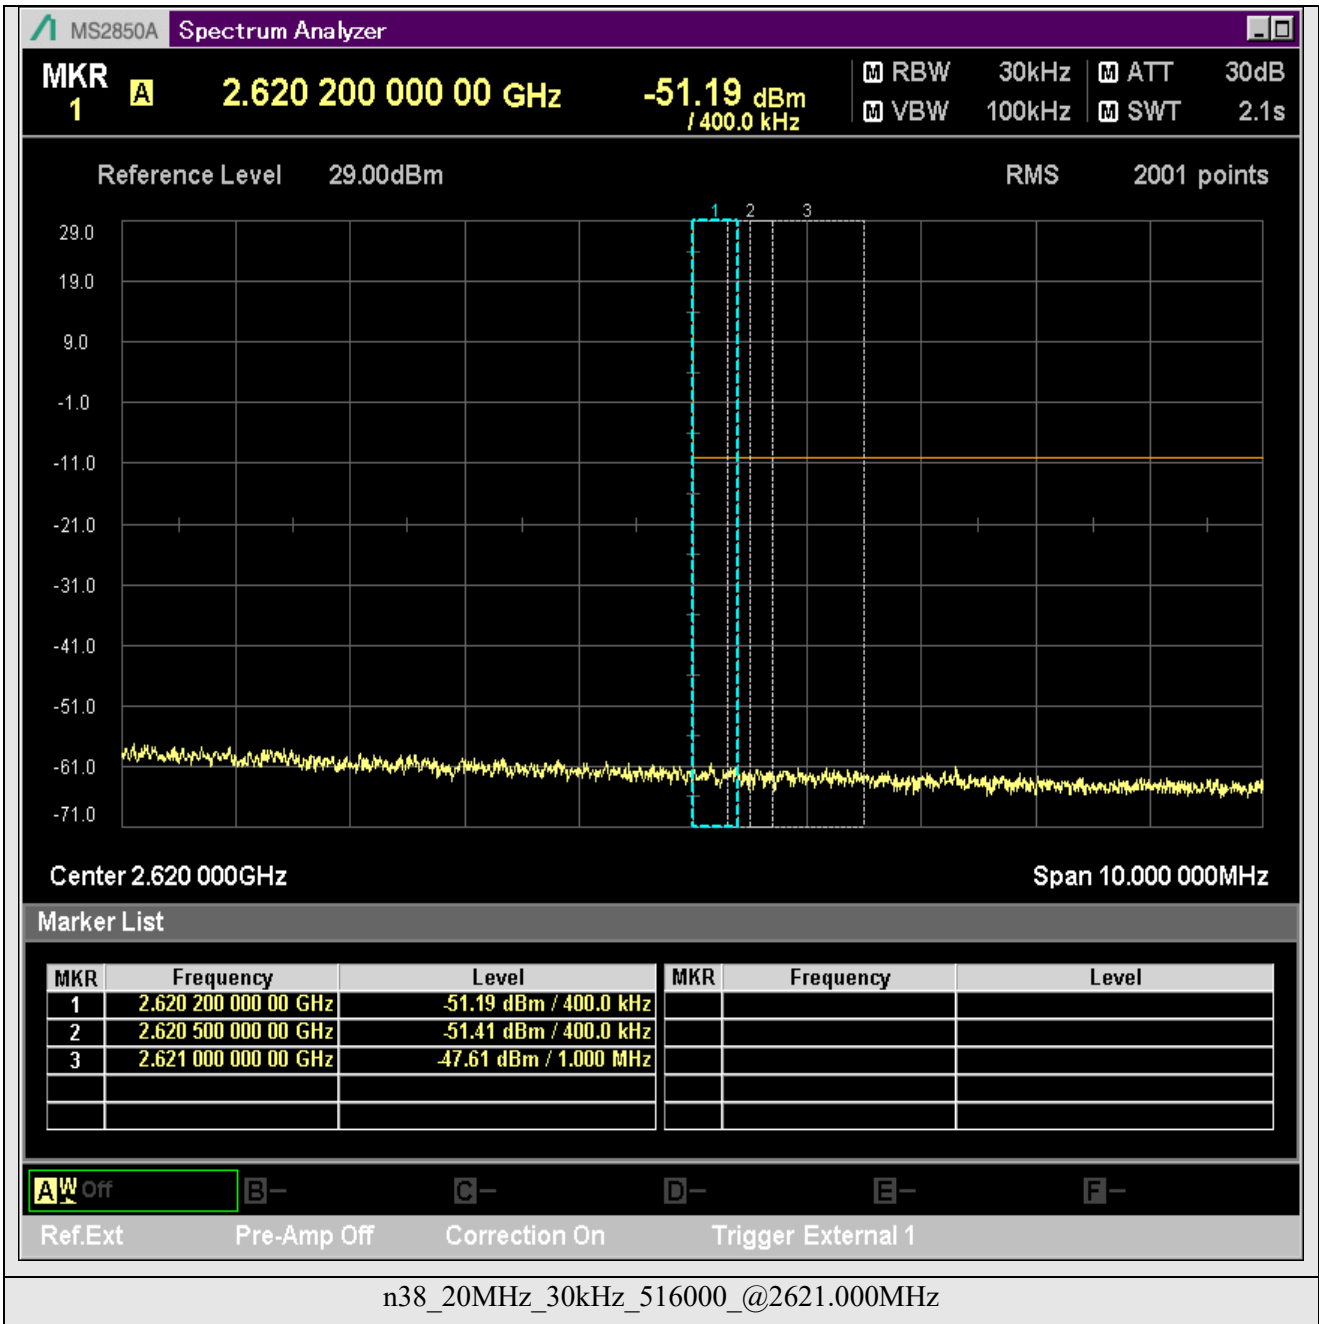 MS2850A Spectrum Analyzer
MKR 1 A 2.620 200 000 00 GHz -51.19 dBm / 400.0 kHz
M RBW 30kHz M ATT 30dB
M VBW 100kHz M SWT 2.1s
Reference Level 29.00dBm RMS 2001 points
1 2 3
29.0
19.0
9.0
-1.0
-11.0
-21.0
-31.0
-41.0
-51.0
-61.0
-71.0
Center 2.620 000GHz Span 10.000 000MHz
Marker List
MKR Frequency Level MKR Frequency Level
1 2.620 200 000 00 GHz -51.19 dBm / 400.0 kHz
2 2.620 500 000 00 GHz -51.41 dBm / 400.0 kHz
3 2.621 000 000 00 GHz -47.61 dBm / 1.000 MHz
A W Off B - C - D - E - F -
Ref.Ext Pre-Amp Off Correction On Trigger External 1
n38_20MHz_30kHz_516000_@2621.000MHz